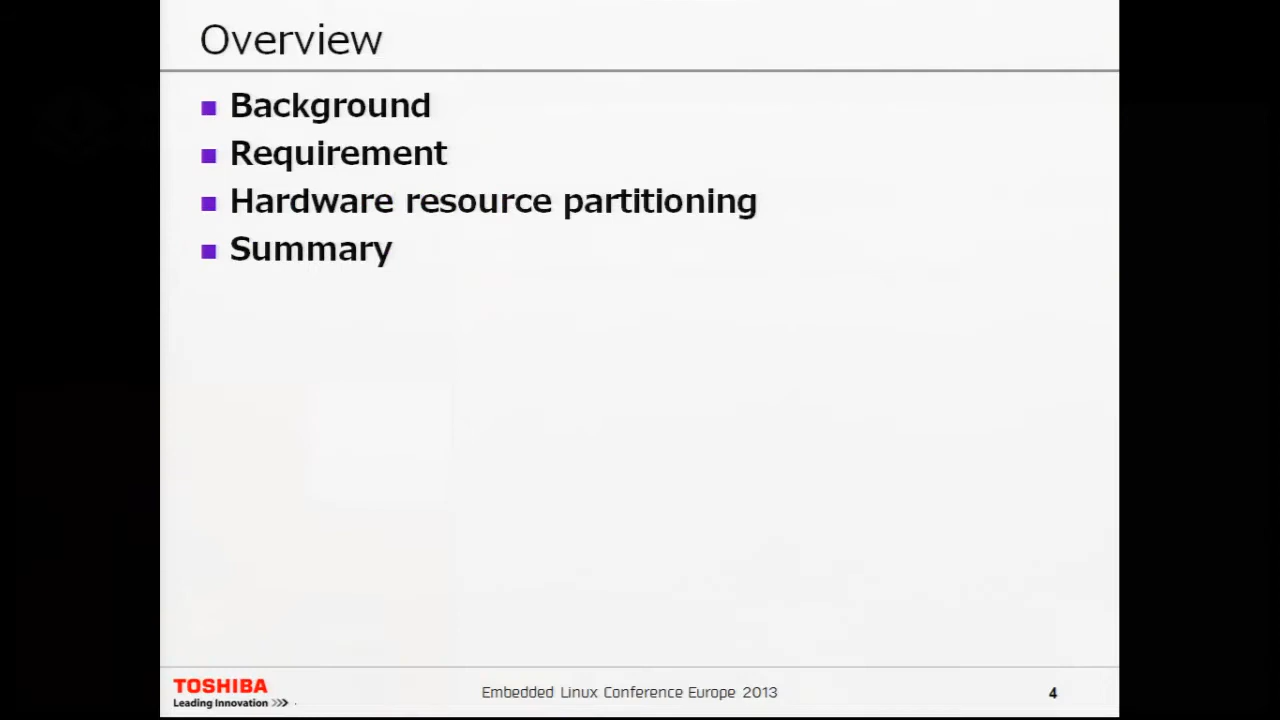 Overview
Background
Requirement
Hardware resource partitioning
Summary
TOSHIBA
Leading Innovation >>>
Embedded Linux Conference Europe 2013
4